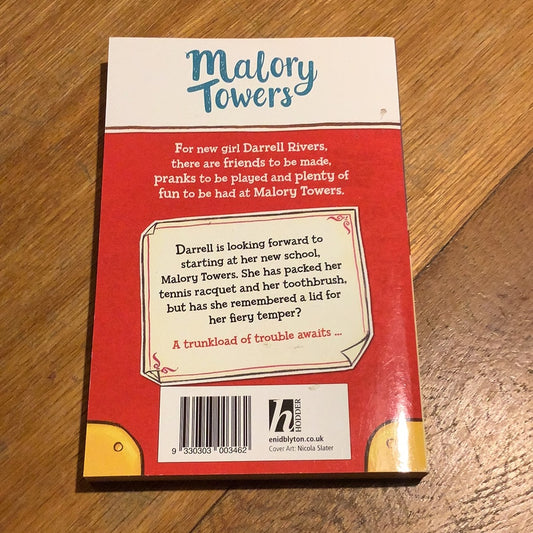 Malory
Towers
For new girl Darrell Rivers,
there are friends to be made,
pranks to be played and plenty of
fun to be had at Malory Towers.
Darrell is looking forward to
starting at her new school,
Malory Towers. She has packed her
tennis racquet and her toothbrush,
but has she remembered a lid for
her fiery temper?
A trunkload of trouble awaits ...
h
HODDER
enidblyton.co.uk
Cover Art: Nicola Slater
9 330303 003462